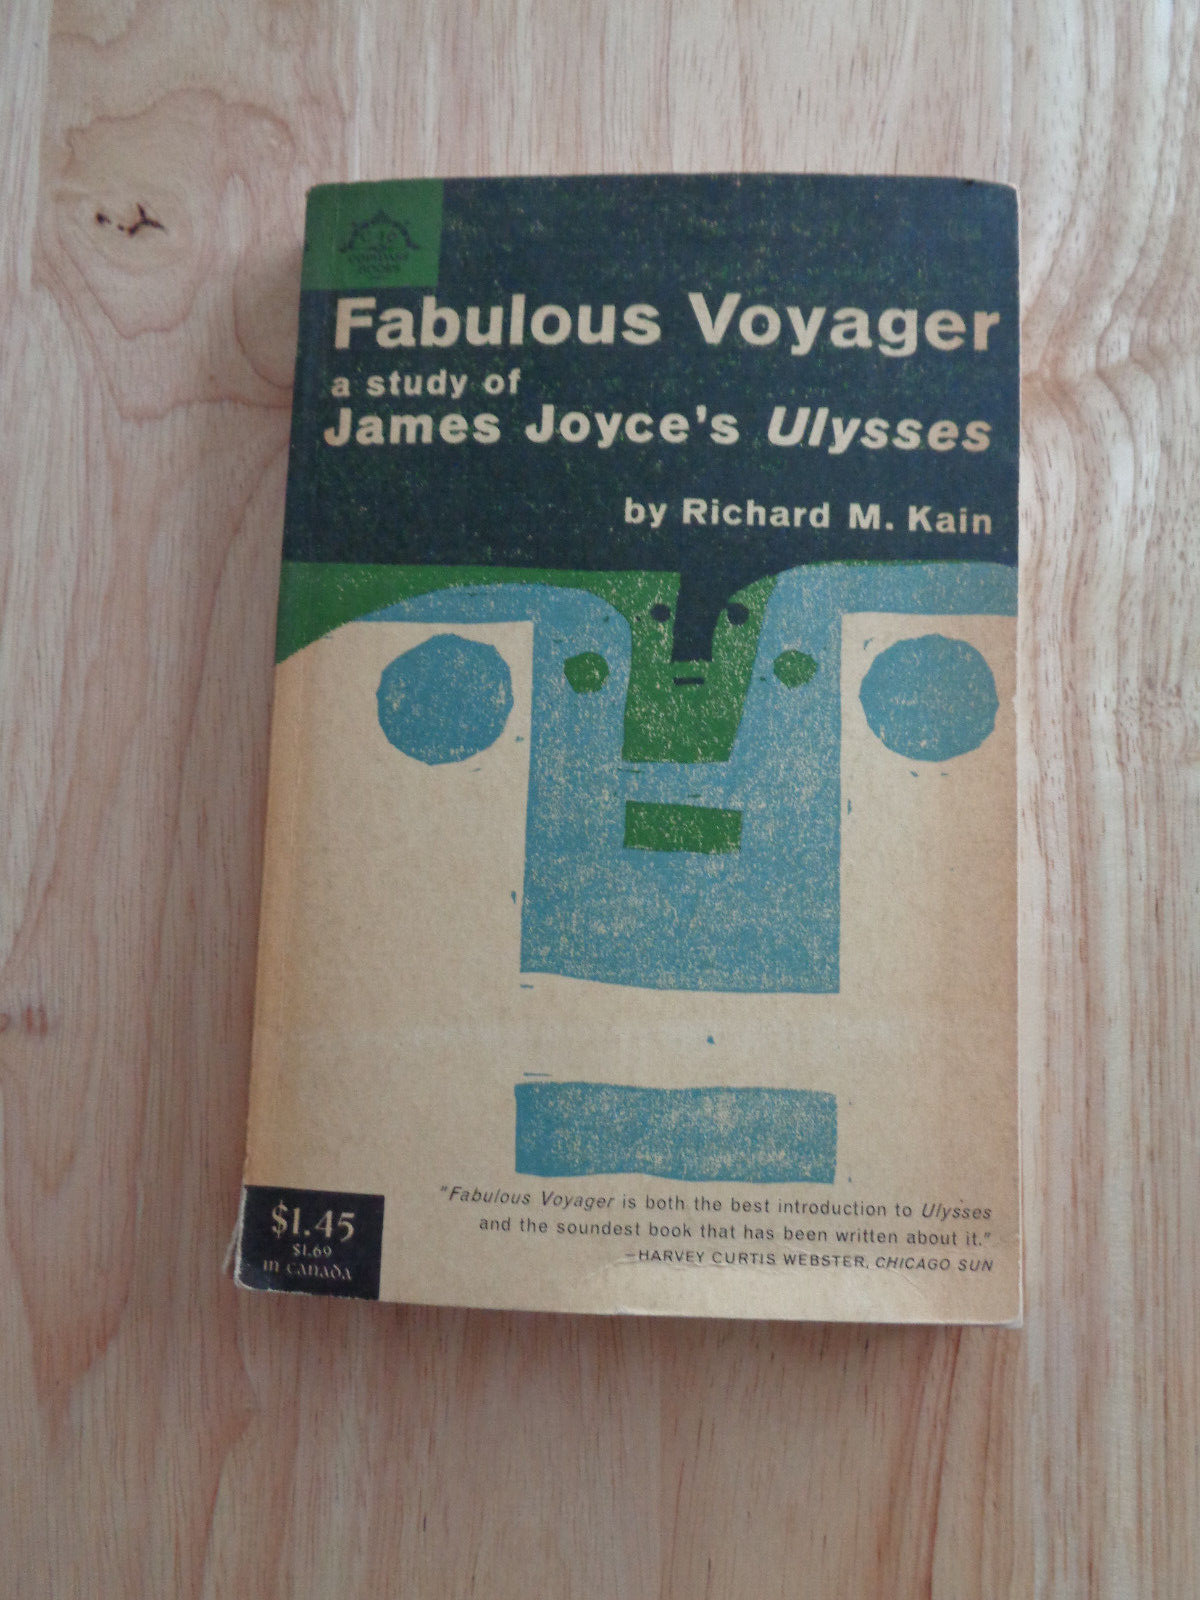 COMPASS
BOOKS
Fabulous Voyager
a study of
James Joyce's Ulysses
by Richard M. Kain
"Fabulous Voyager is both the best introduction to Ulysses
and the soundest book that has been written about it."
—HARVEY CURTIS WEBSTER, CHICAGO SUN
$1.45
$1.69
in Canada